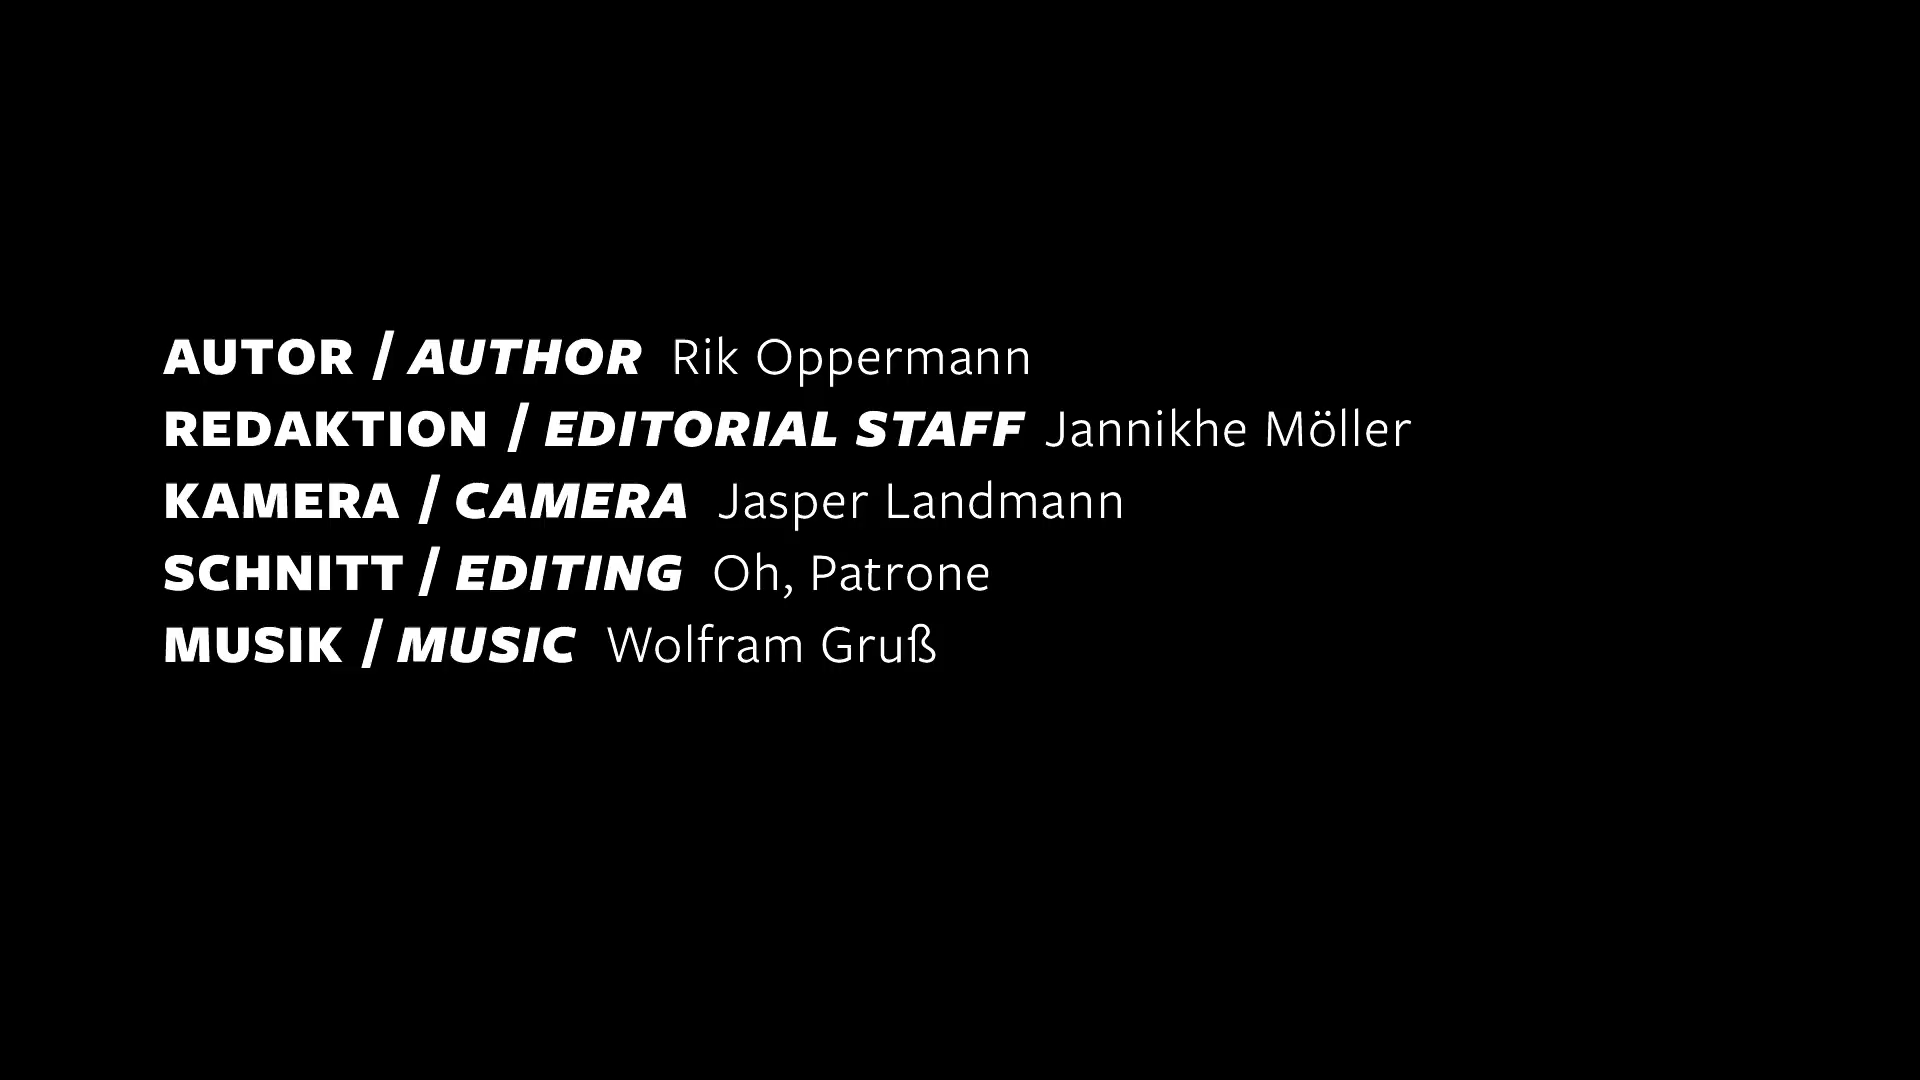 AUTOR / AUTHOR Rik Oppermann
REDAKTION / EDITORIAL STAFF Jannikhe Möller
KAMERA / CAMERA Jasper Landmann
SCHNITT / EDITING Oh, Patrone
MUSIK / MUSIC Wolfram Gruß